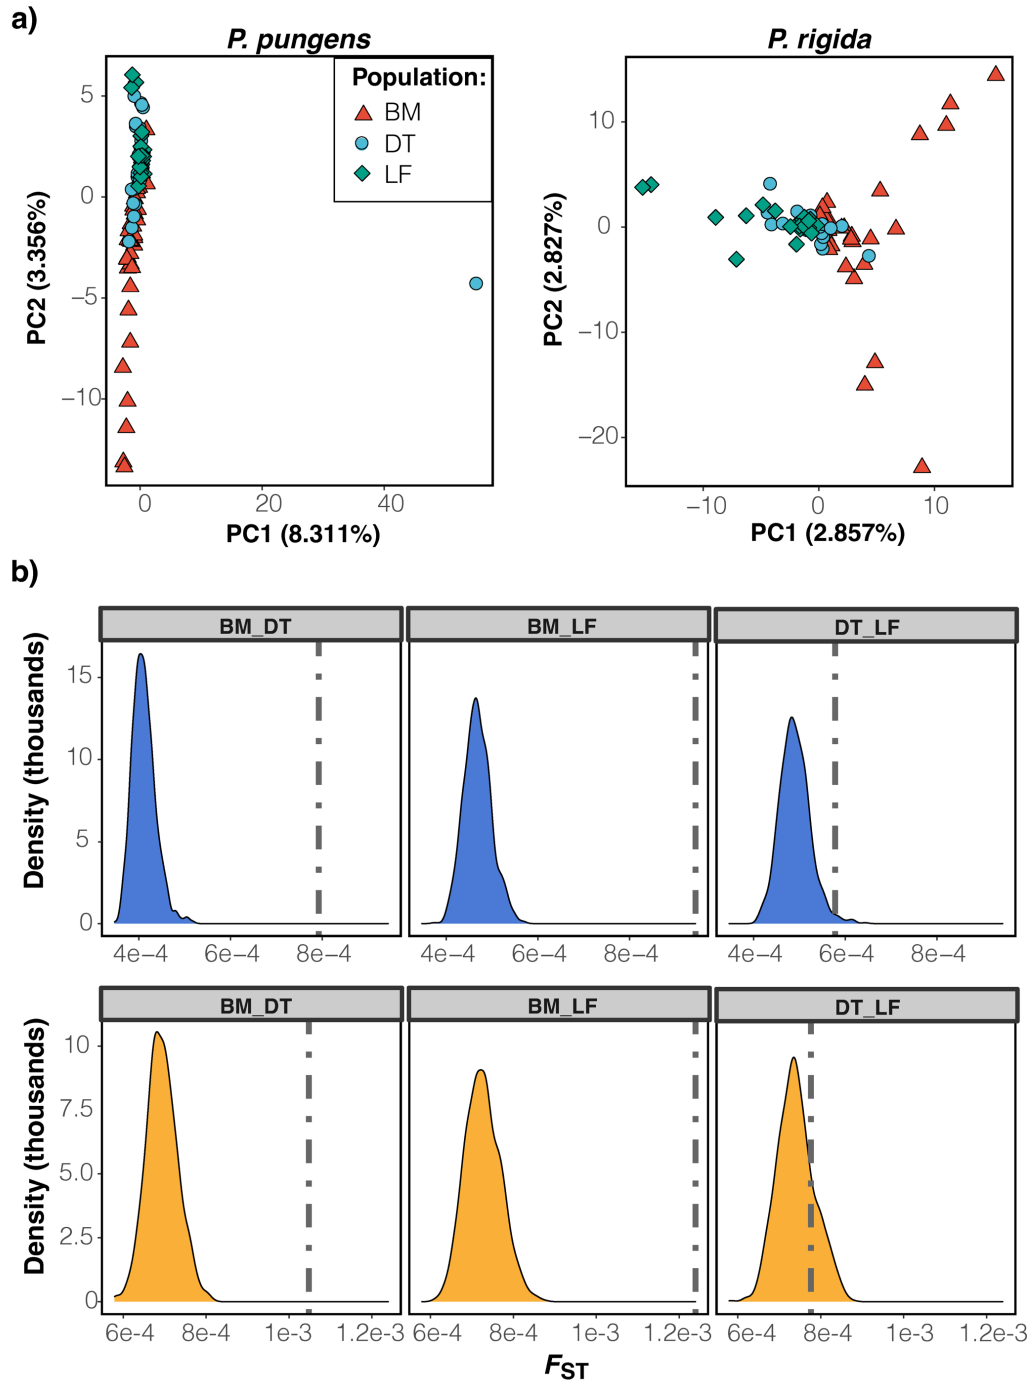 a)
P. pungens
P. rigida
Population:
BM
DT
LF
5
0
−5
−10
PC2 (3.356%)
0
20
40
PC1 (8.311%)
10
0
−10
−20
PC2 (2.827%)
−10
0
10
PC1 (2.857%)
b)
BM_DT
BM_LF
DT_LF
Density (thousands)
15
10
5
0
4e−4
6e−4
8e−4
4e−4
6e−4
8e−4
4e−4
6e−4
8e−4
BM_DT
BM_LF
DT_LF
Density (thousands)
10
7.5
5.0
2.5
0
6e−4
8e−4
1e-3
1.2e-3
6e−4
8e−4
1e-3
1.2e-3
6e−4
8e−4
1e-3
1.2e-3
FST